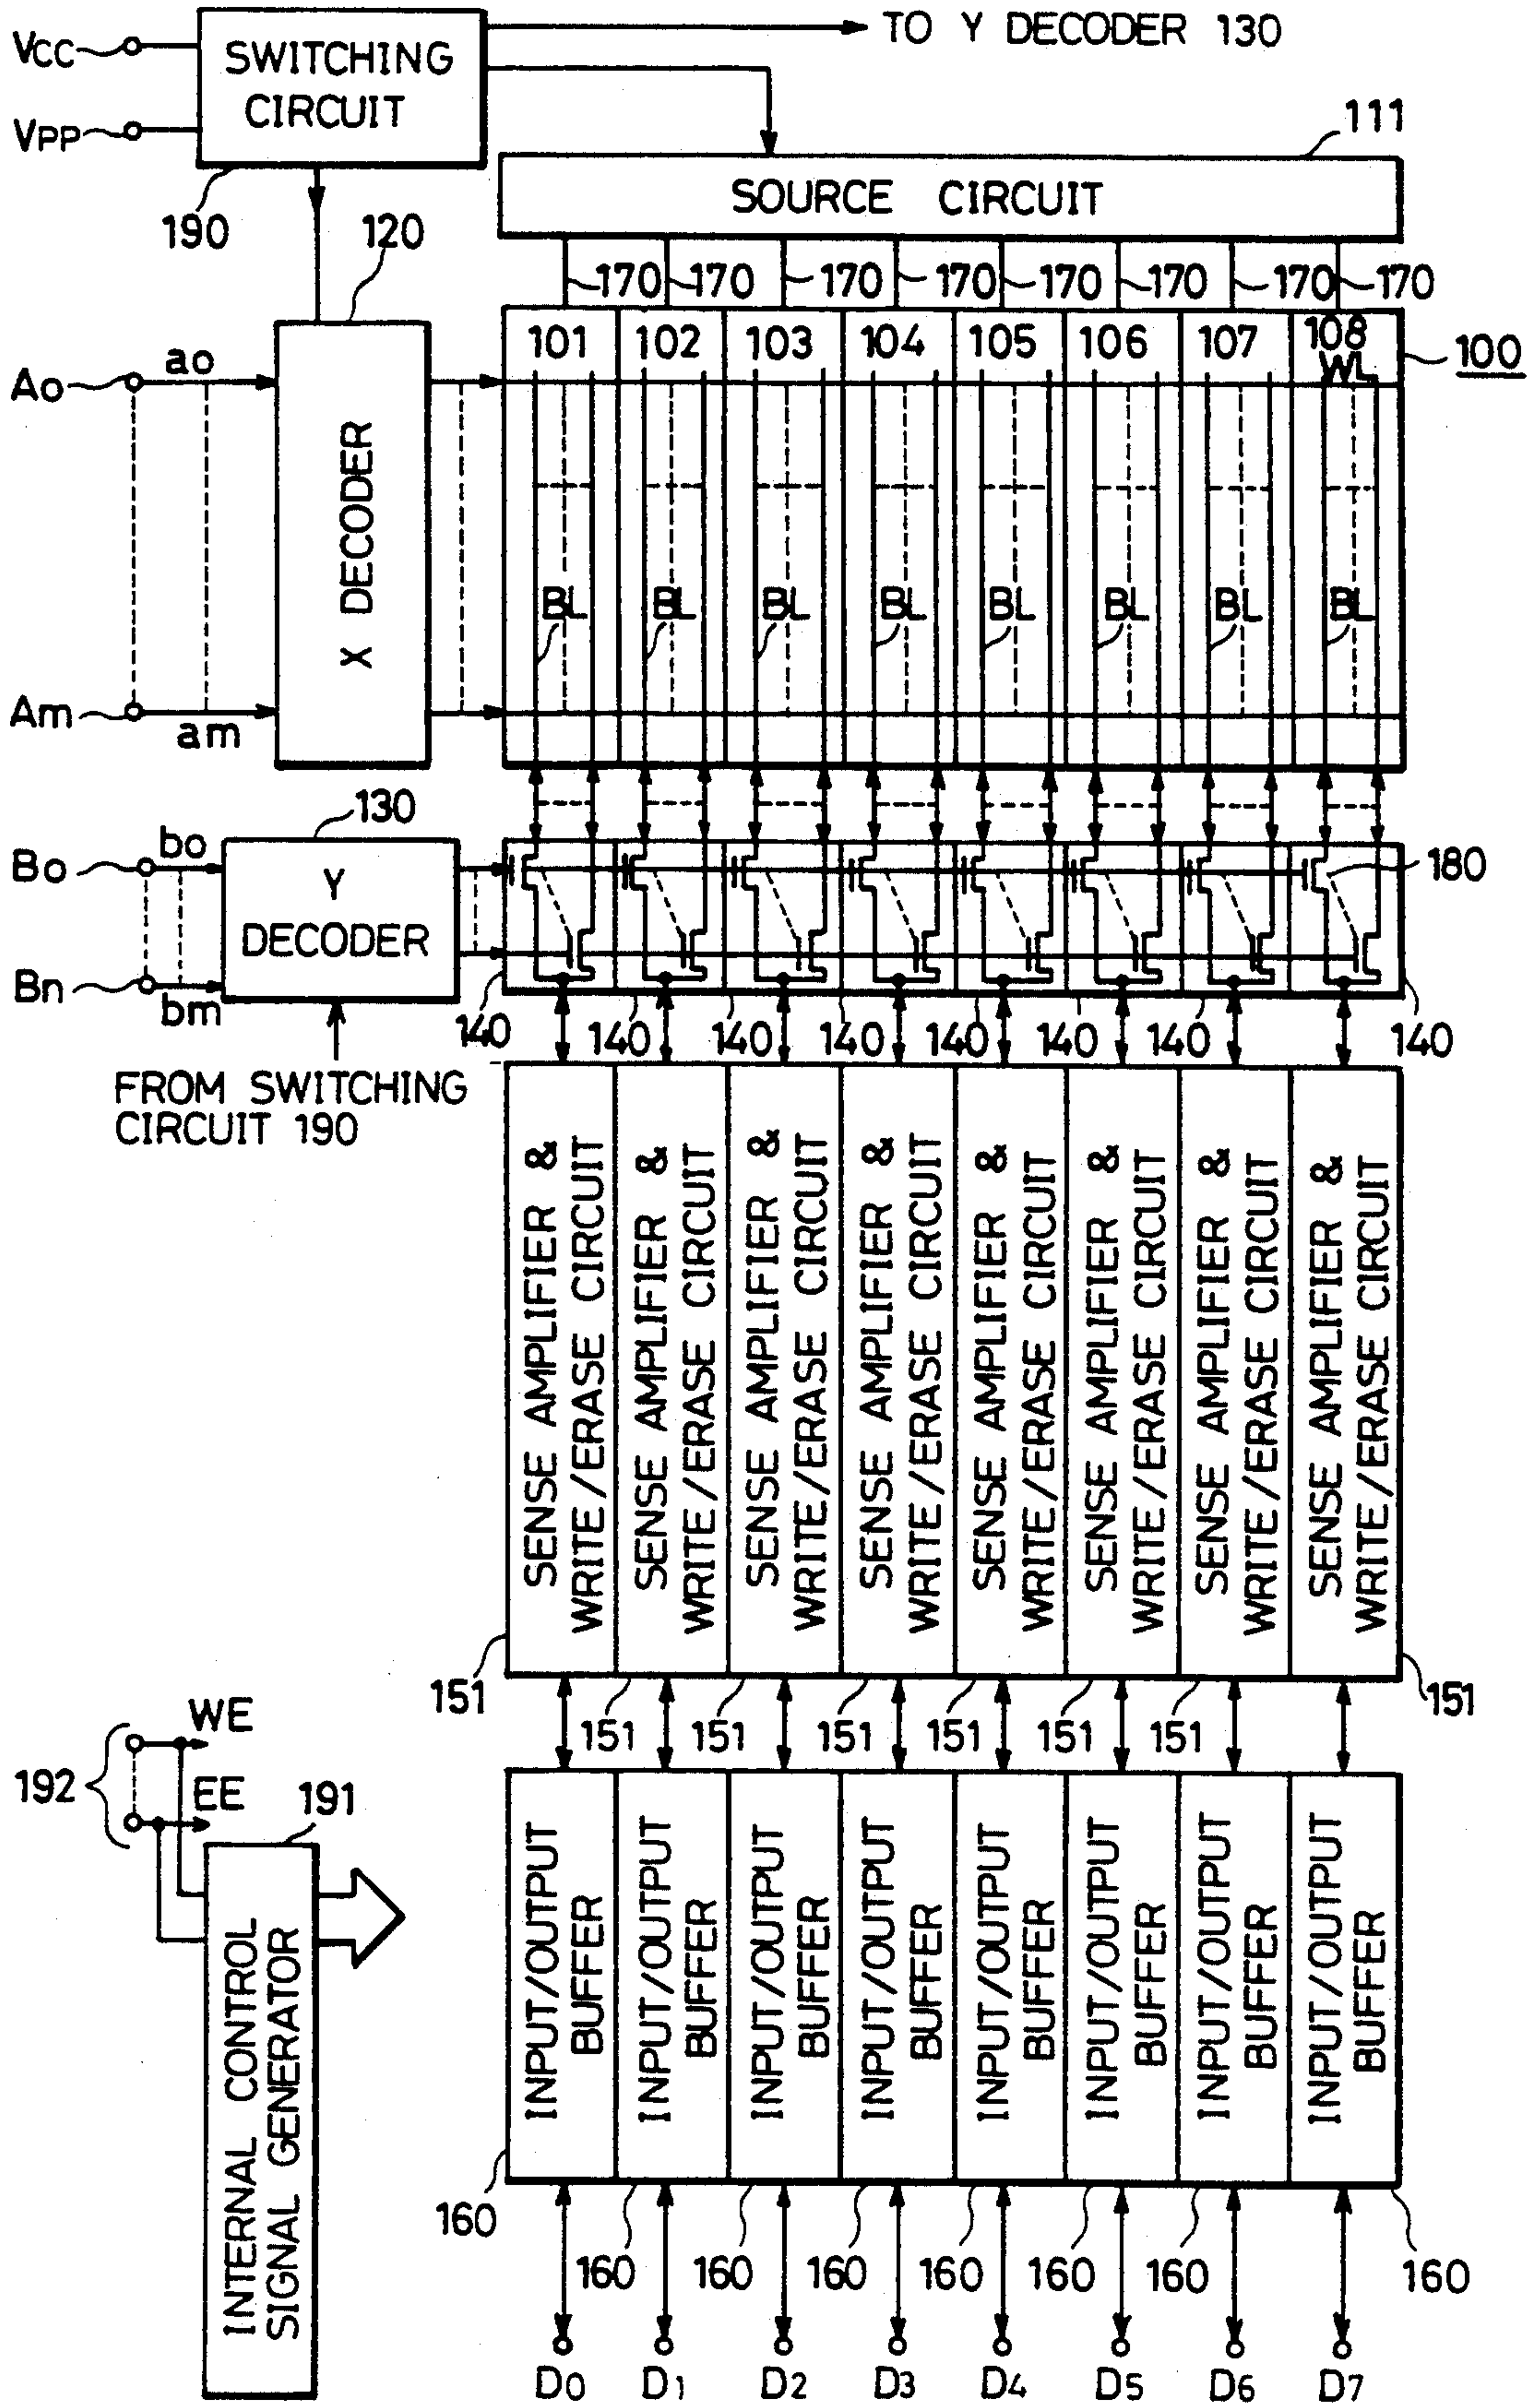 VCC
SWITCHING
CIRCUIT
TO Y DECODER 130
VPP
111
SOURCE CIRCUIT
190
120
170 170 170 170 170 170 170 170
101 102 103 104 105 106 107 108
WL
100
Ao
ao
X DECODER
BL BL BL BL BL BL BL BL
Am
am
130
Bo
bo
Y
DECODER
180
Bn
bm
140 140 140 140 140 140 140 140
FROM SWITCHING
CIRCUIT 190
SENSE AMPLIFIER &
WRITE/ERASE CIRCUIT
SENSE AMPLIFIER &
WRITE/ERASE CIRCUIT
SENSE AMPLIFIER &
WRITE/ERASE CIRCUIT
SENSE AMPLIFIER &
WRITE/ERASE CIRCUIT
SENSE AMPLIFIER &
WRITE/ERASE CIRCUIT
SENSE AMPLIFIER &
WRITE/ERASE CIRCUIT
SENSE AMPLIFIER &
WRITE/ERASE CIRCUIT
SENSE AMPLIFIER &
WRITE/ERASE CIRCUIT
151 151 151 151 151 151 151 151
WE
192
EE
191
INTERNAL CONTROL
SIGNAL GENERATOR
INPUT/OUTPUT
BUFFER
INPUT/OUTPUT
BUFFER
INPUT/OUTPUT
BUFFER
INPUT/OUTPUT
BUFFER
INPUT/OUTPUT
BUFFER
INPUT/OUTPUT
BUFFER
INPUT/OUTPUT
BUFFER
INPUT/OUTPUT
BUFFER
160 160 160 160 160 160 160 160
D0 D1 D2 D3 D4 D5 D6 D7